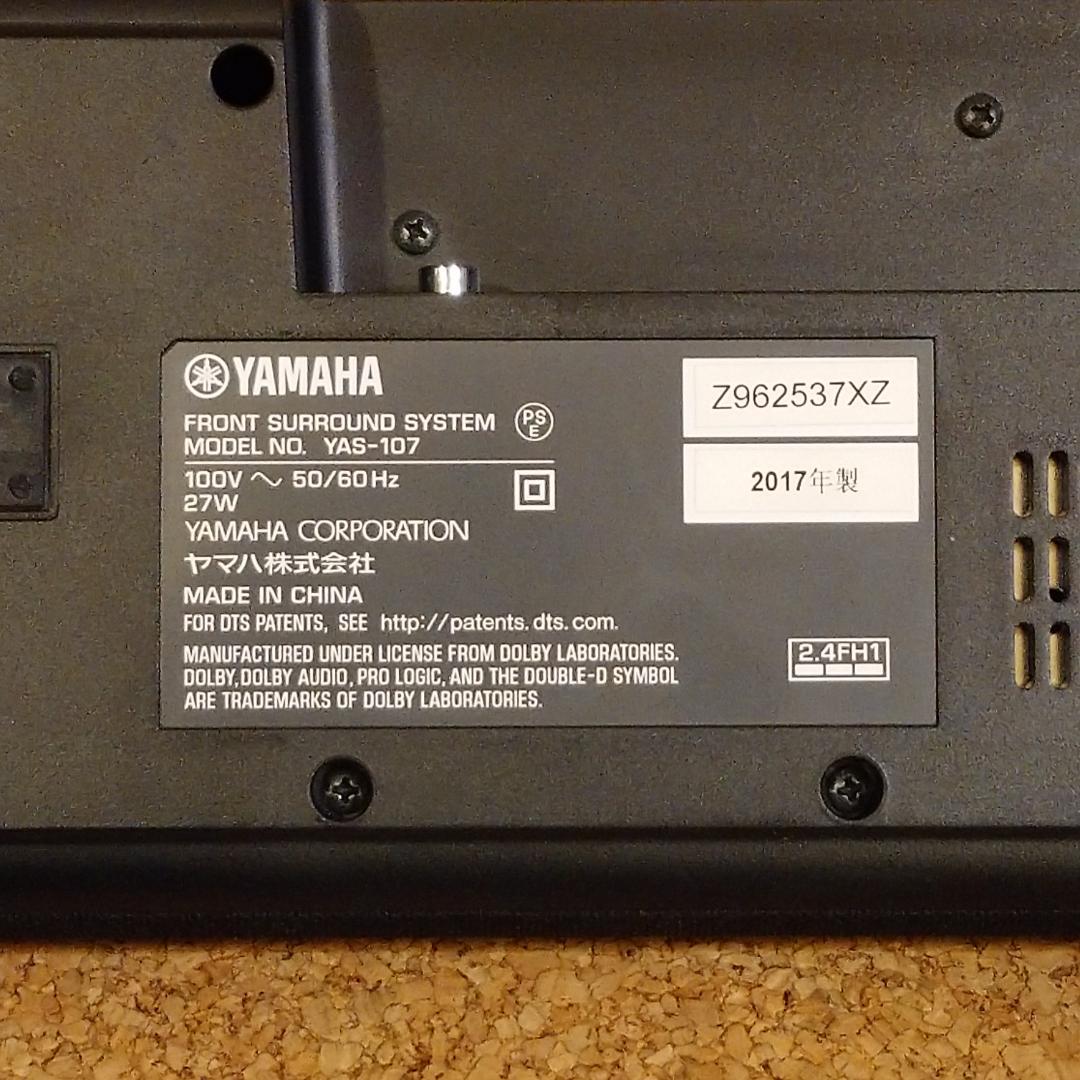 YAMAHA
FRONT SURROUND SYSTEM
MODEL NO. YAS-107
PS
E
100V ～ 50/60Hz
27W
YAMAHA CORPORATION
ヤマハ株式会社
MADE IN CHINA
FOR DTS PATENTS, SEE http://patents.dts.com.
MANUFACTURED UNDER LICENSE FROM DOLBY LABORATORIES.
DOLBY, DOLBY AUDIO, PRO LOGIC, AND THE DOUBLE-D SYMBOL
ARE TRADEMARKS OF DOLBY LABORATORIES.
Z962537XZ
2017年製
2.4FH1